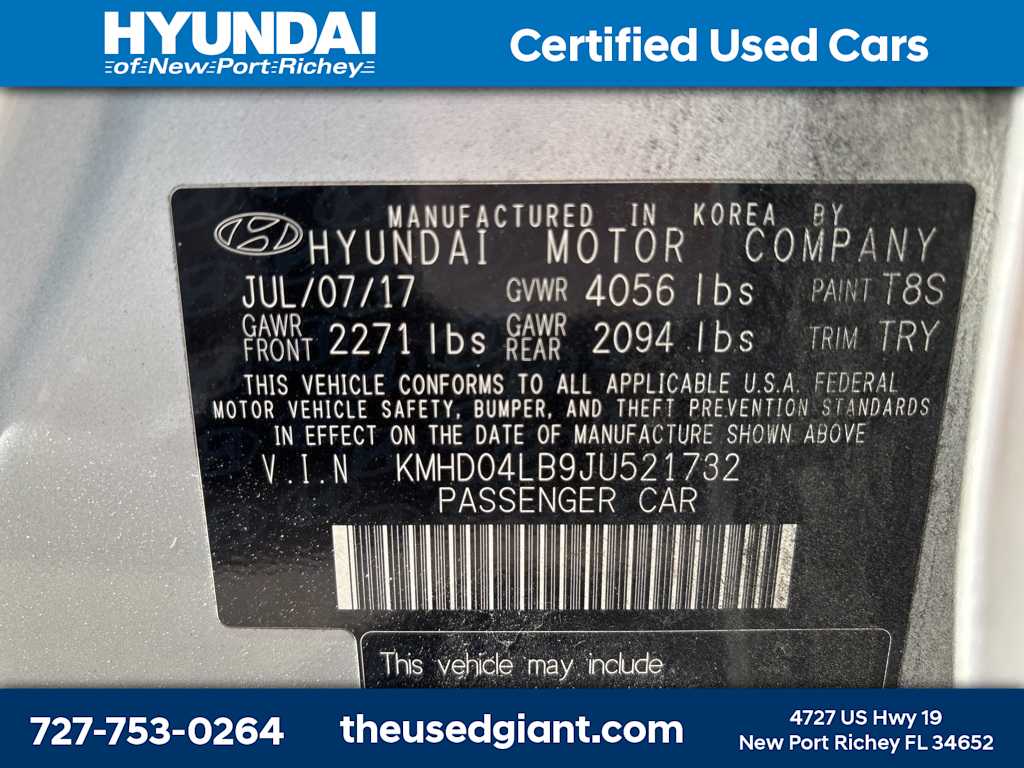 HYUNDAI
of New Port Richey
Certified Used Cars
MANUFACTURED IN KOREA BY
HYUNDAI MOTOR COMPANY
JUL/07/17 GVWR 4056 lbs PAINT T8S
GAWR FRONT 2271 lbs GAWR REAR 2094 lbs TRIM TRY
THIS VEHICLE CONFORMS TO ALL APPLICABLE U.S.A. FEDERAL
MOTOR VEHICLE SAFETY, BUMPER, AND THEFT PREVENTION STANDARDS
IN EFFECT ON THE DATE OF MANUFACTURE SHOWN ABOVE
V.I.N KMHD04LB9JU521732
PASSENGER CAR
This vehicle may include
727-753-0264
theusedgiant.com
4727 US Hwy 19
New Port Richey FL 34652